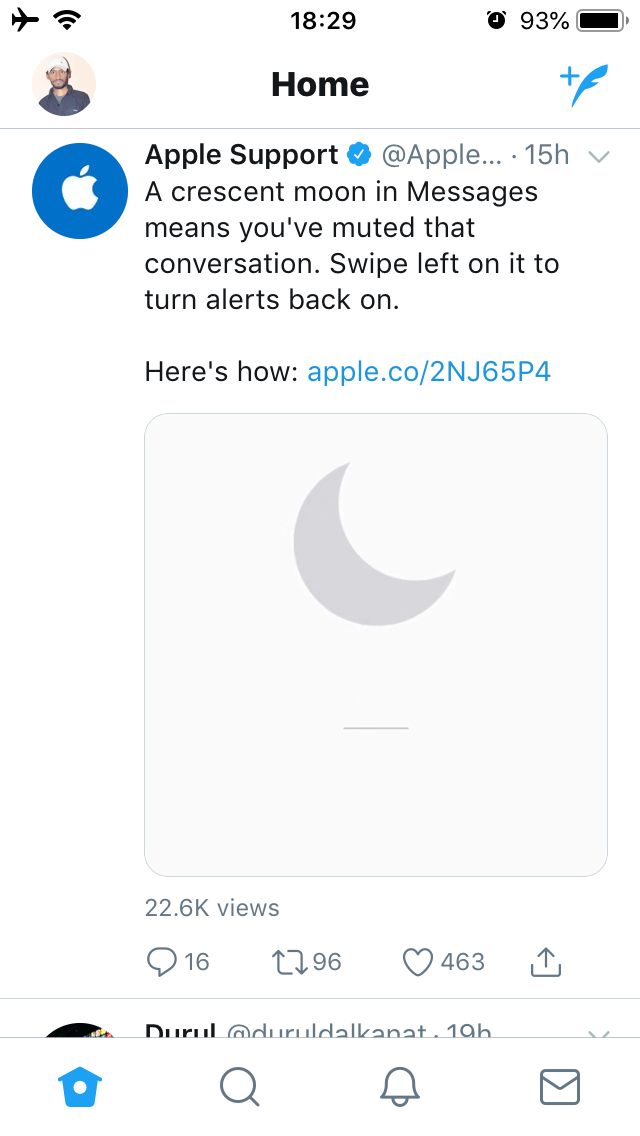 18:29
93%
Home
Apple Support @Apple... · 15h
A crescent moon in Messages
means you've muted that
conversation. Swipe left on it to
turn alerts back on.
Here's how: apple.co/2NJ65P4
22.6K views
16 96 463
Durul @duruldalkanat · 19h